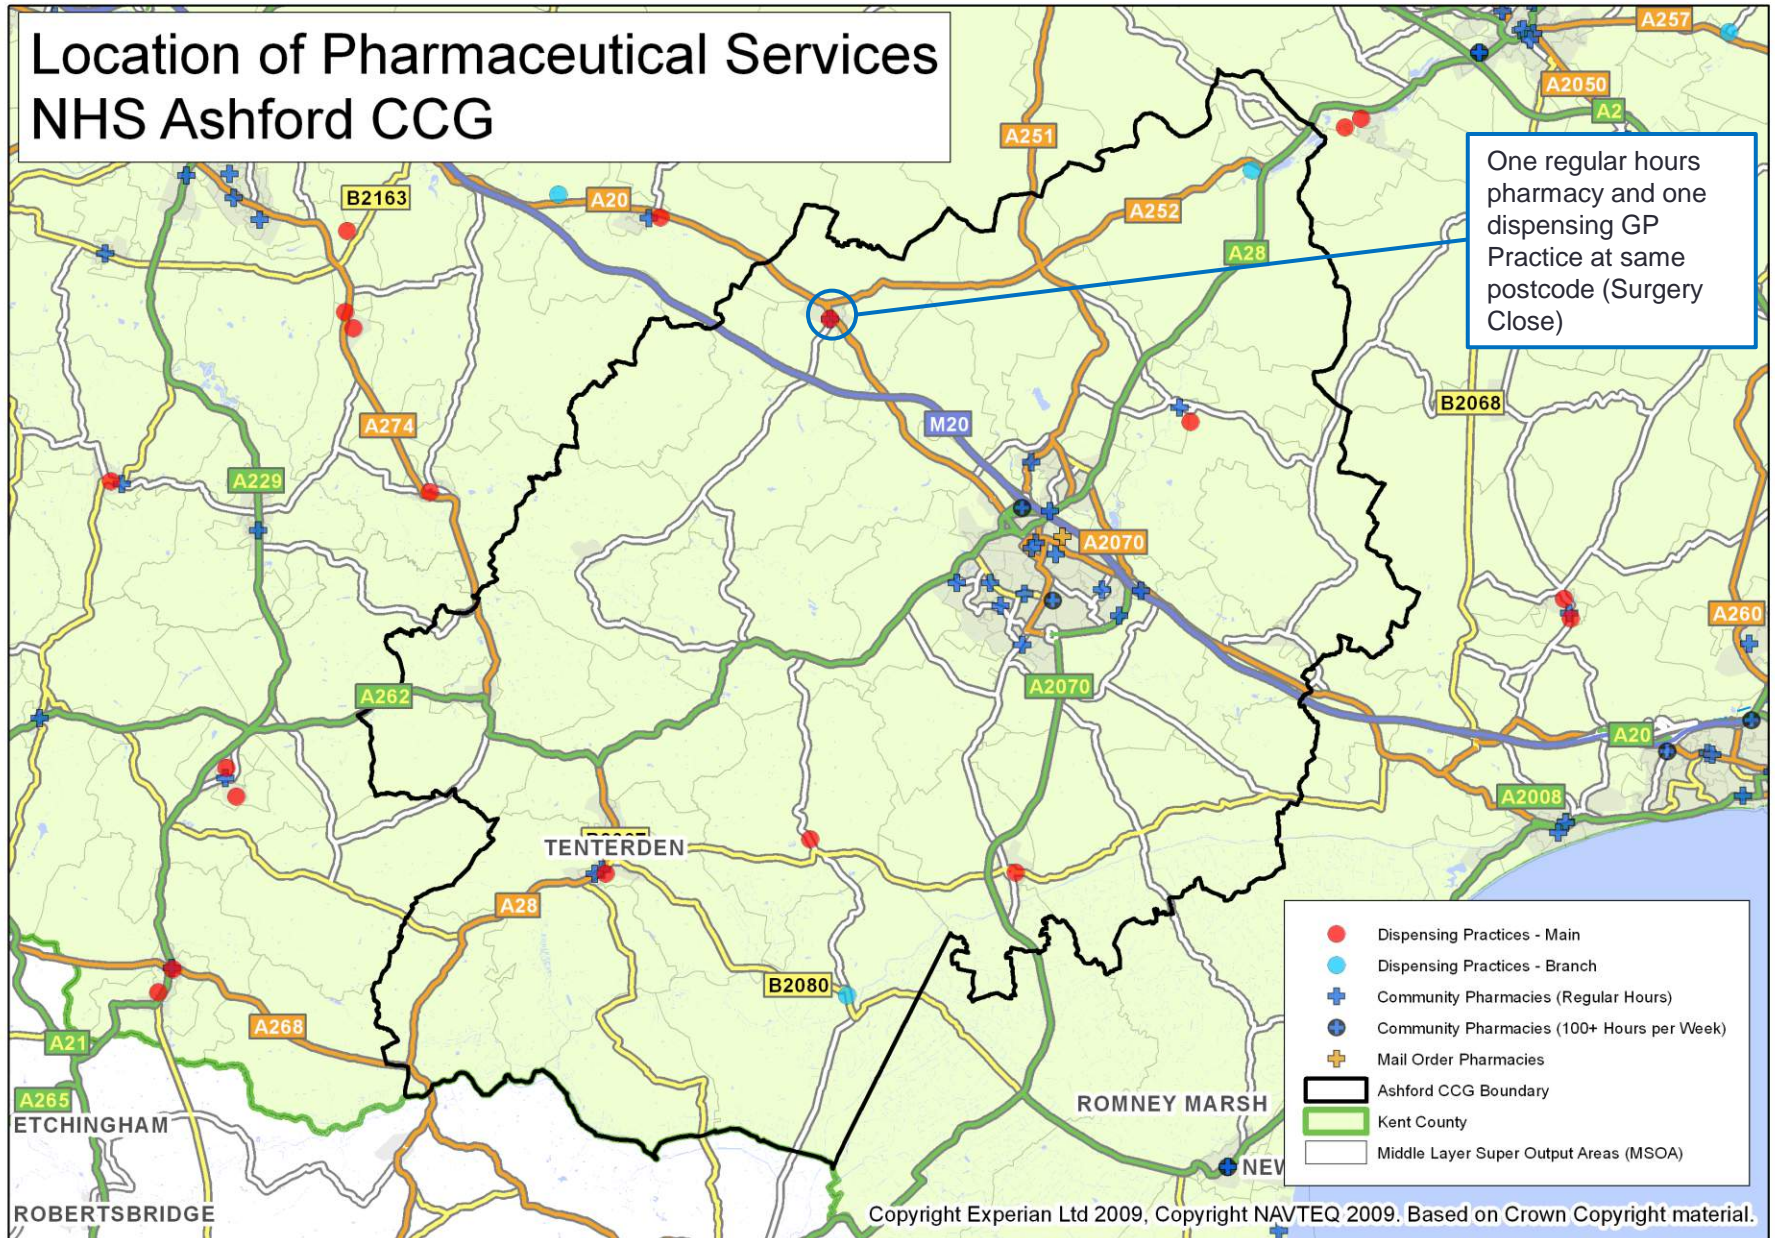 Location of Pharmaceutical Services
NHS Ashford CCG
A257
A2050
A2
A251
One regular hours
pharmacy and one
dispensing GP
Practice at same
postcode (Surgery
Close)
B2163
A20
A252
A28
B2068
A274
M20
A229
A2070
A260
A262
A2070
A20
A2008
TENTERDEN
A28
B2080
A268
A21
A265
ETCHINGHAM
ROMNEY MARSH
NEW
ROBERTSBRIDGE
Dispensing Practices - Main
Dispensing Practices - Branch
Community Pharmacies (Regular Hours)
Community Pharmacies (100+ Hours per Week)
Mail Order Pharmacies
Ashford CCG Boundary
Kent County
Middle Layer Super Output Areas (MSOA)
Copyright Experian Ltd 2009, Copyright NAVTEQ 2009. Based on Crown Copyright material.